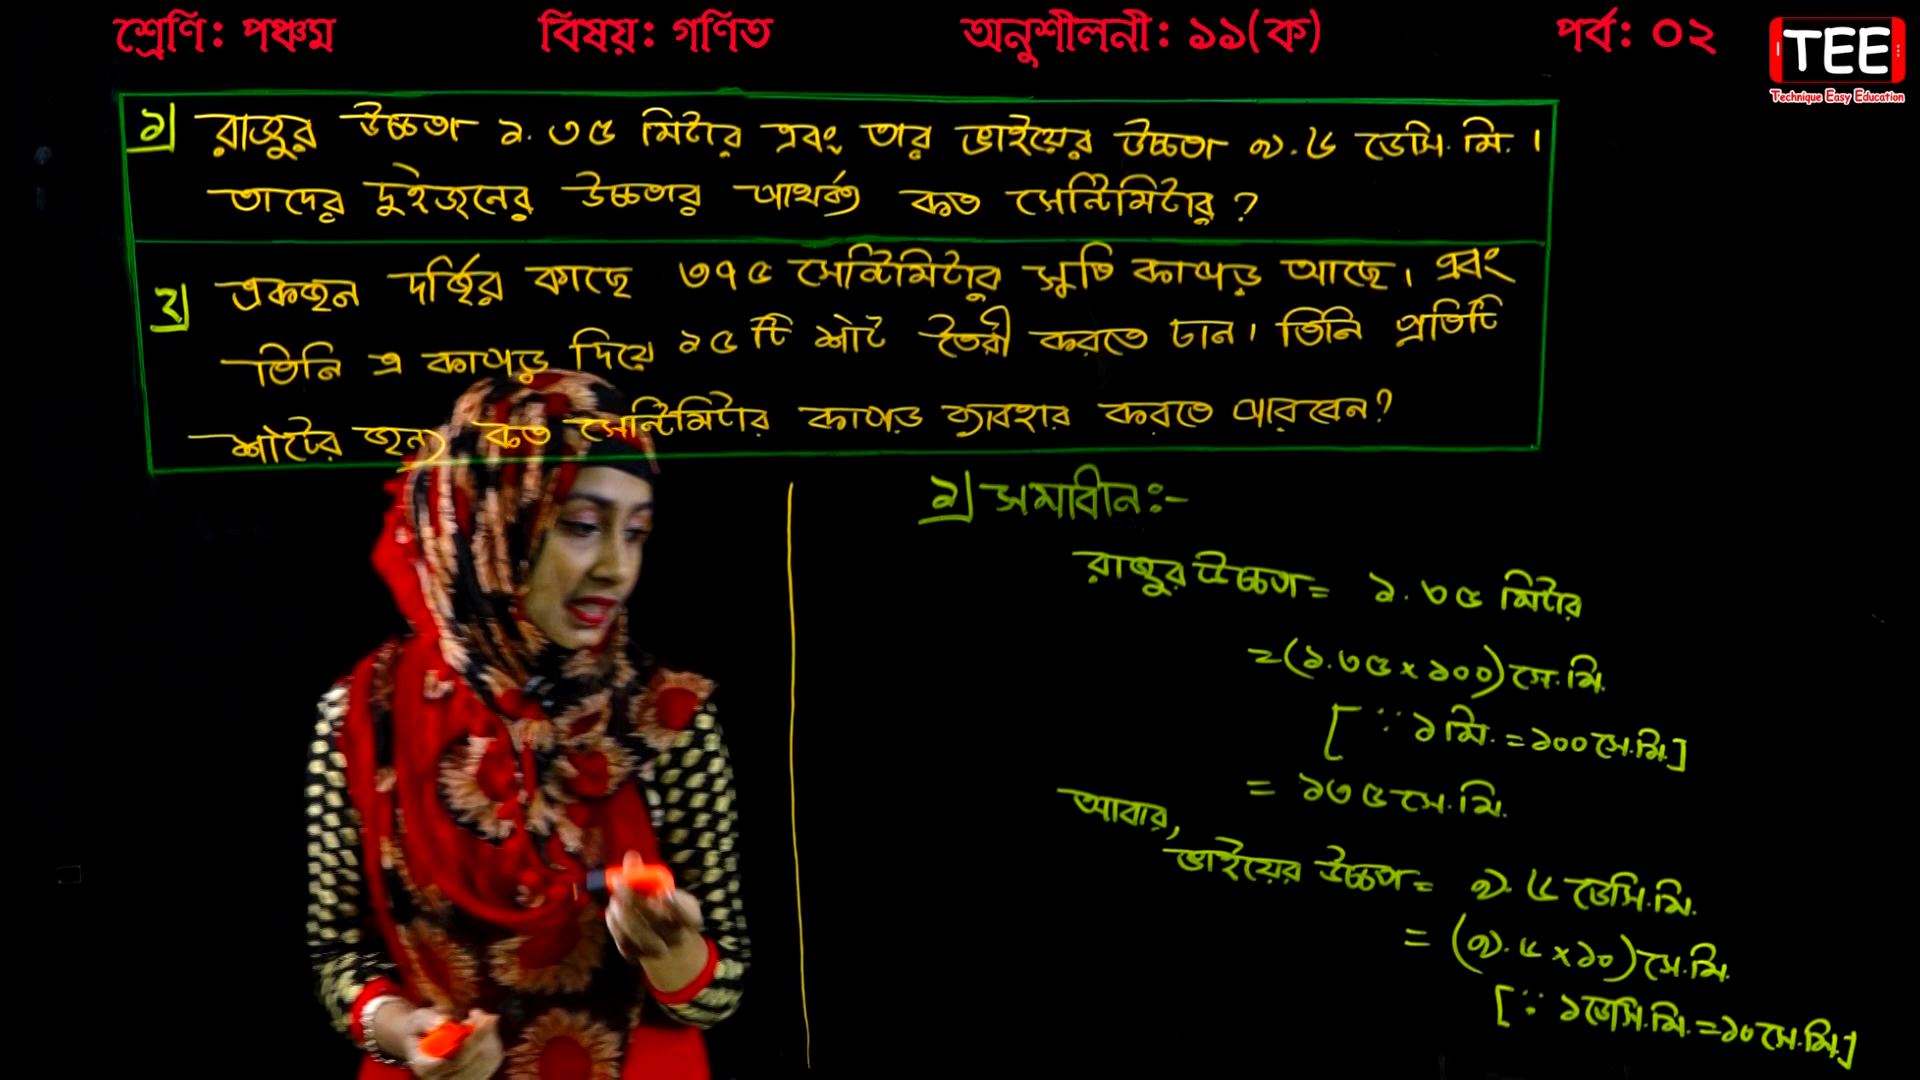 শ্রেণি: পঞ্চম বিষয়: গণিত অনুশীলনী: ১১(ক) পর্ব: ০২
TEE
Technique Easy Education
১| রাজুর উচ্চতা ১.৩৫ মিটার এবং তার ভাইয়ের উচ্চতা ৯.৬ ডেসি.মি.।
তাদের দুইজনের উচ্চতার পার্থক্য কত সেন্টিমিটার?
২| একজন দর্জির কাছে ৩৭৫ সেন্টিমিটার সুতি কাপড় আছে। এবং
তিনি ঐ কাপড় দিয়ে ১৫ টি শার্ট তৈরী করতে চান। তিনি প্রতিটি
শার্টের জন্য কত সেন্টিমিটার কাপড় ব্যবহার করতে পারবেন?
১| সমাধান:-
রাজুর উচ্চতা = ১.৩৫ মিটার
=(১.৩৫ × ১০০) সে.মি.
[∵ ১ মি. = ১০০ সে.মি.]
= ১৩৫ সে.মি.
আবার,
ভাইয়ের উচ্চতা = ৯.৬ ডেসি.মি.
= (৯.৬ × ১০) সে.মি.
[∵ ১ ডেসি.মি. = ১০ সে.মি.]